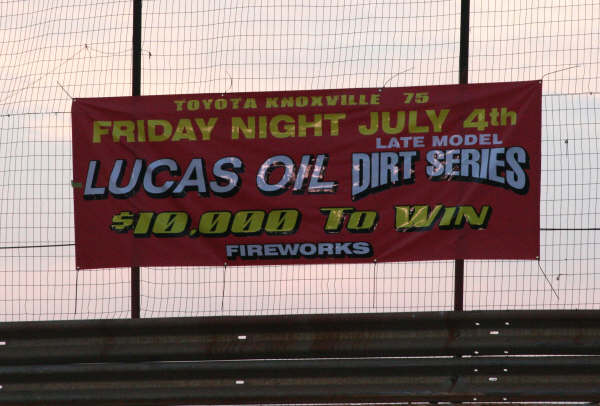 TOYOTA KNOXVILLE 75
FRIDAY NIGHT JULY 4th
LUCAS OIL LATE MODEL DIRT SERIES
$10,000 TO WIN
FIREWORKS